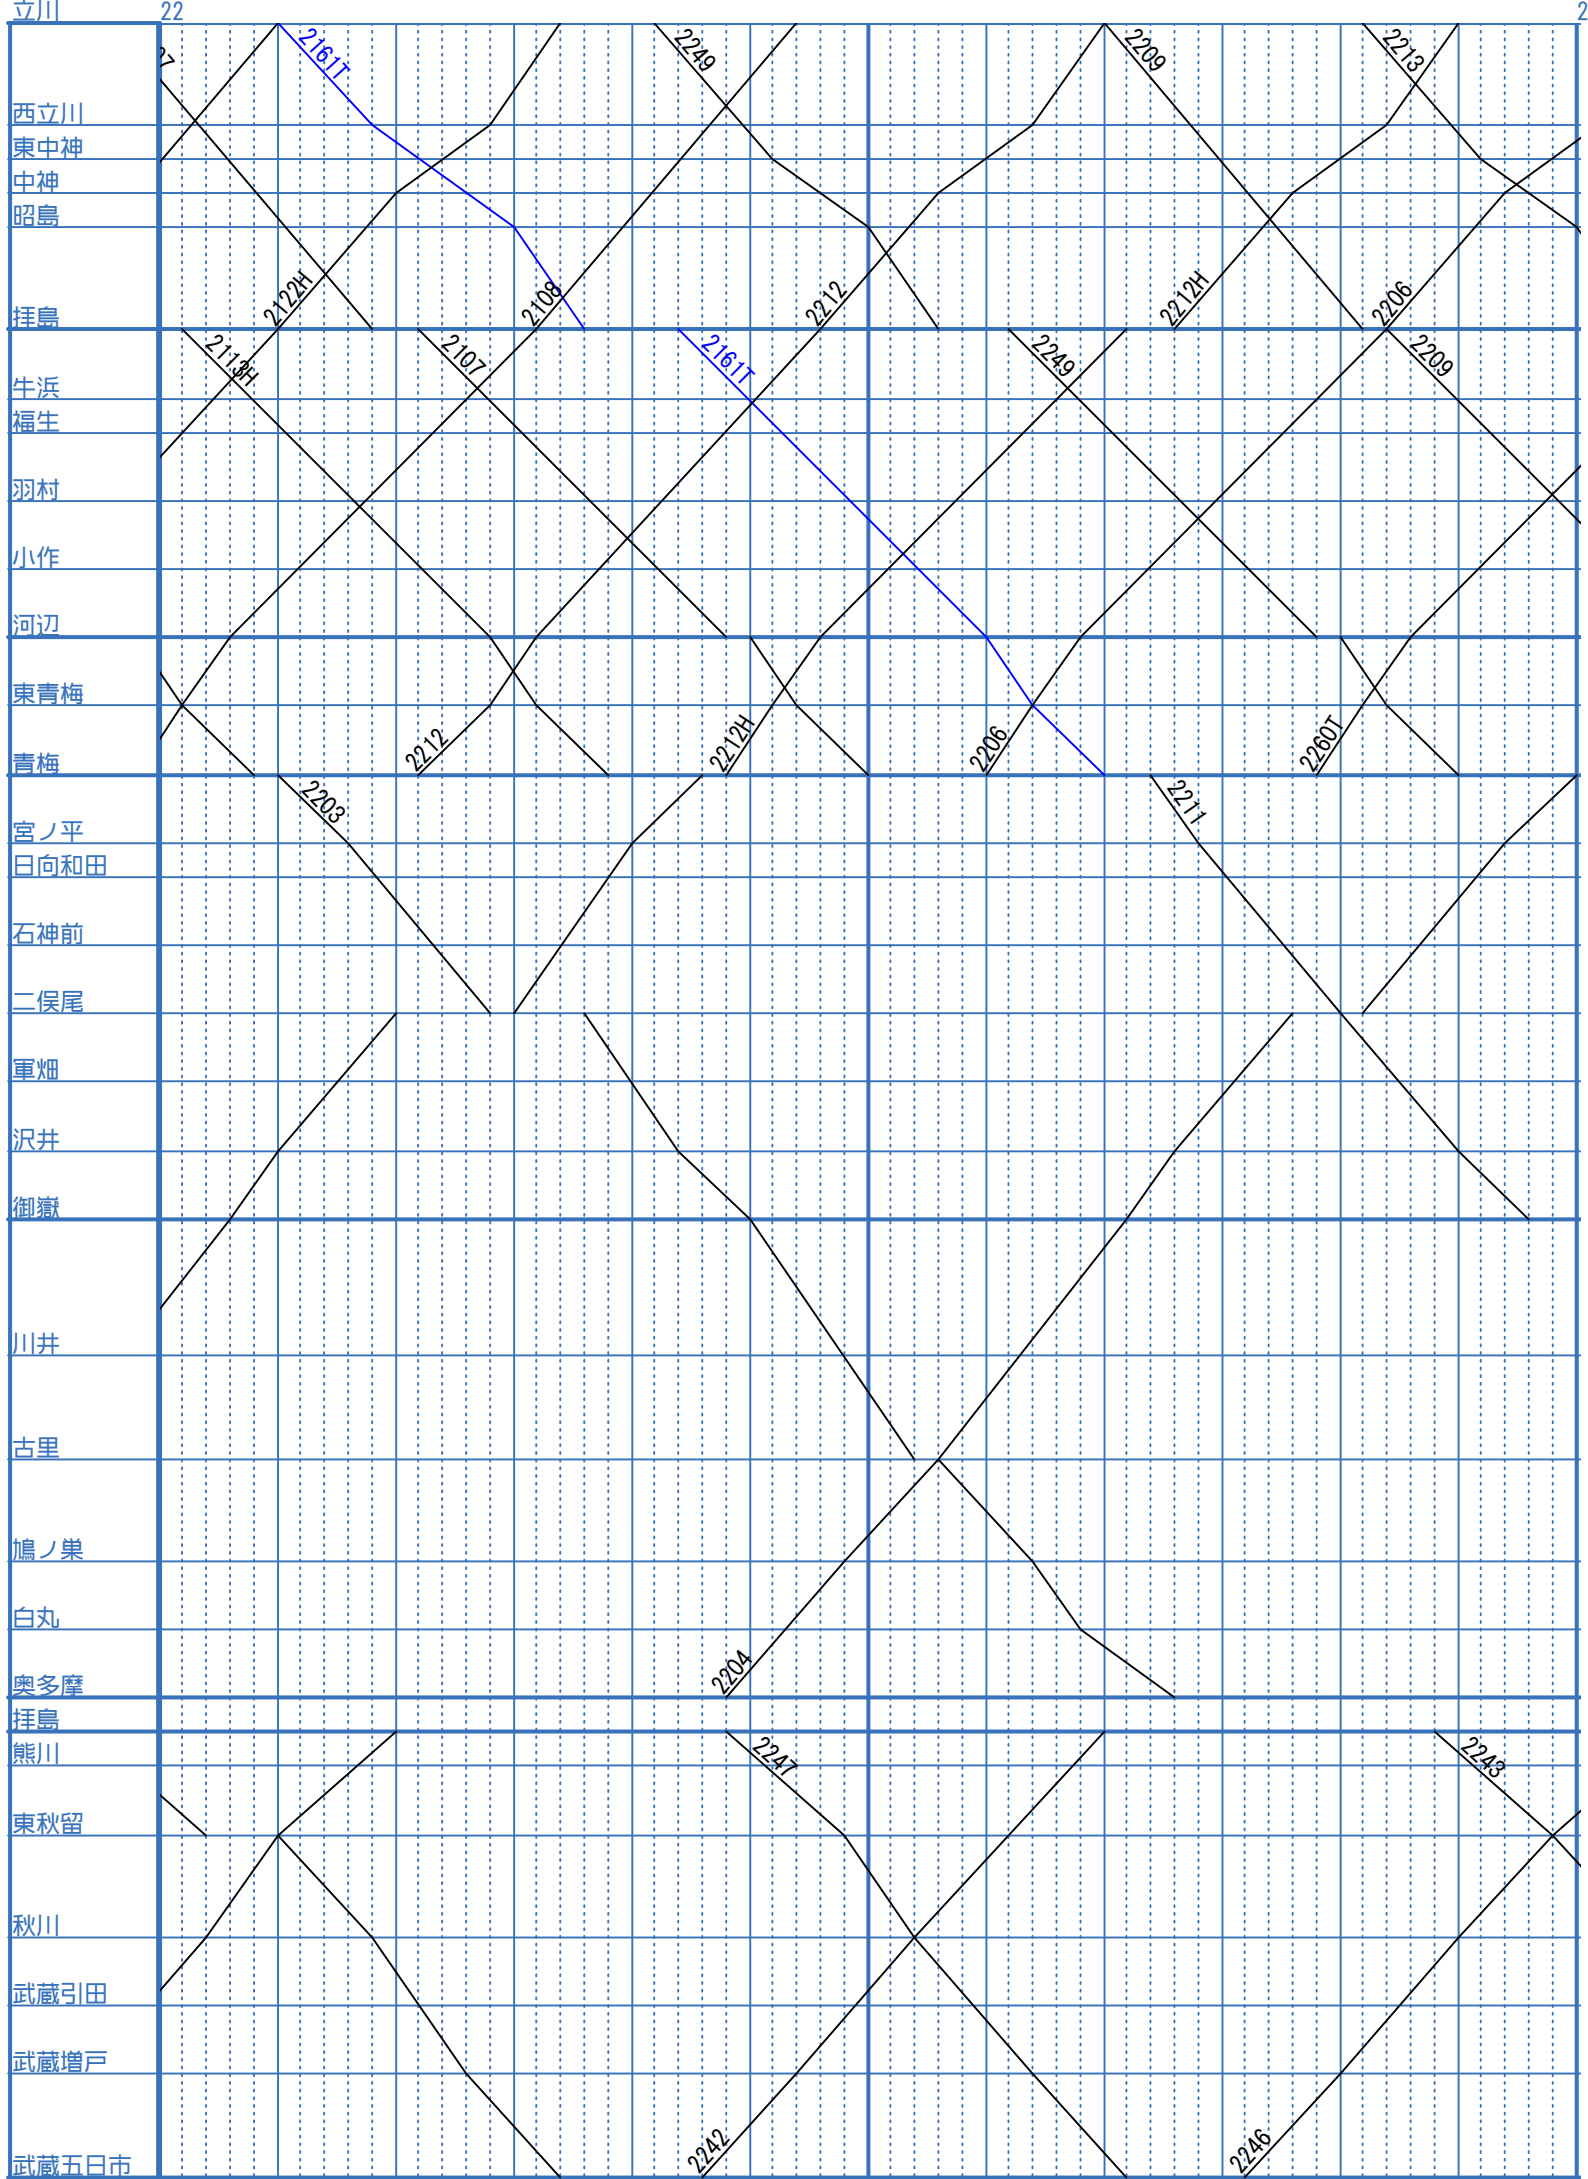 立川
22
2
7
2161T
2249
2209
2213
西立川
東中神
中神
昭島
2122H
2108
2212
2212H
2206
拝島
2113H
2107
2161T
2249
2209
牛浜
福生
羽村
小作
河辺
東青梅
2212
2212H
2206
2260T
青梅
2203
2211
宮ノ平
日向和田
石神前
二俣尾
軍畑
沢井
御嶽
川井
古里
鳩ノ巣
白丸
2204
奥多摩
拝島
2247
2243
熊川
東秋留
秋川
武蔵引田
武蔵増戸
2242
2246
武蔵五日市